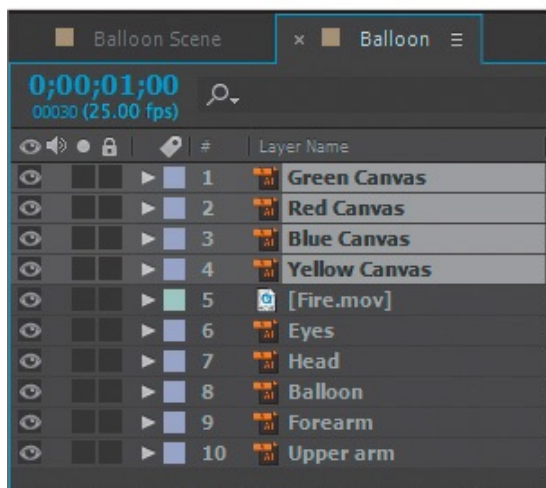 Balloon Scene × Balloon ≡
0;00;01;00
00030 (25.00 fps)
# Layer Name
1 Green Canvas
2 Red Canvas
3 Blue Canvas
4 Yellow Canvas
5 [Fire.mov]
6 Eyes
7 Head
8 Balloon
9 Forearm
10 Upper arm